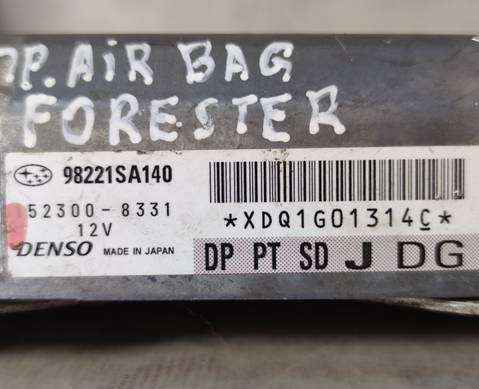 P. AiR BAG
FORESTER
98221SA140
52300-8331
12V
DENSO MADE IN JAPAN
*XDQ1G01314C*
DP PT SD J DG